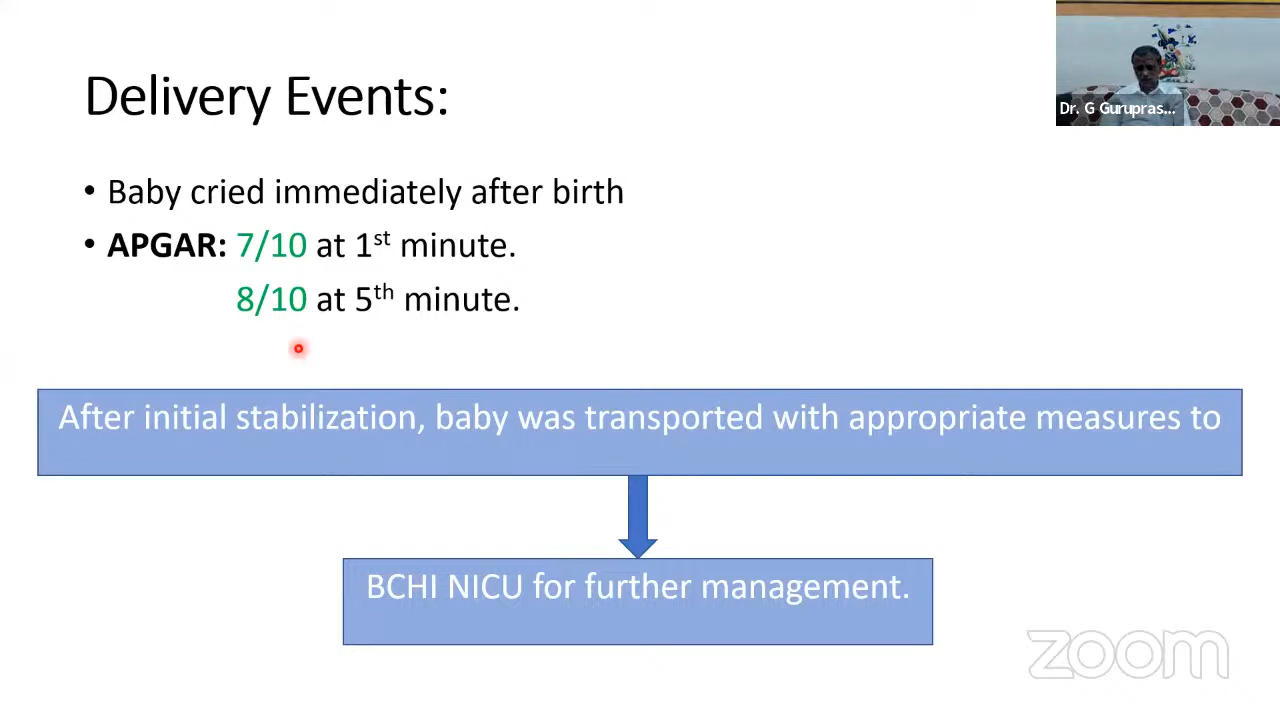 Delivery Events:
Dr. G Gurupras...
• Baby cried immediately after birth
• APGAR: 7/10 at 1st minute.
8/10 at 5th minute.
After initial stabilization, baby was transported with appropriate measures to
BCHI NICU for further management.
zoom